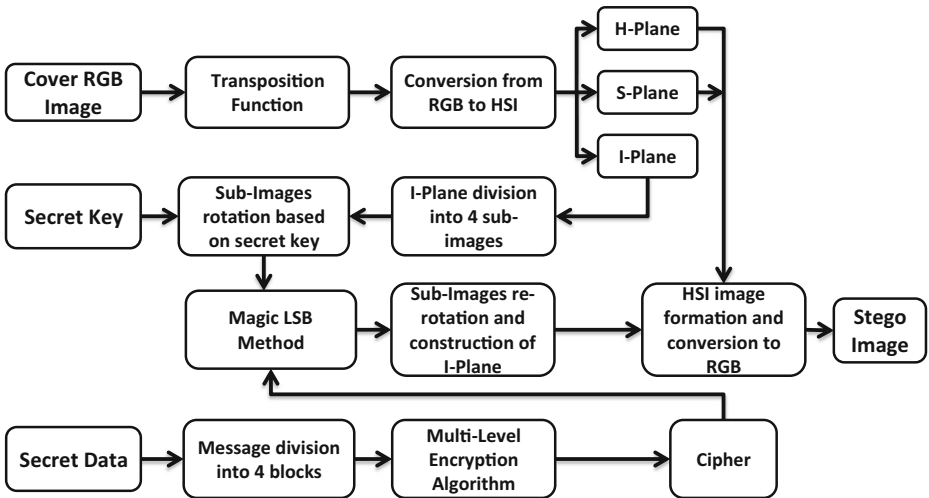 H-Plane
Cover RGB
Image
Transposition
Function
Conversion from
RGB to HSI
S-Plane
I-Plane
Secret Key
Sub-Images
rotation based
on secret key
I-Plane division
into 4 sub-
images
Magic LSB
Method
Sub-Images re-
rotation and
construction of
I-Plane
HSI image
formation and
conversion to
RGB
Stego
Image
Secret Data
Message division
into 4 blocks
Multi-Level
Encryption
Algorithm
Cipher